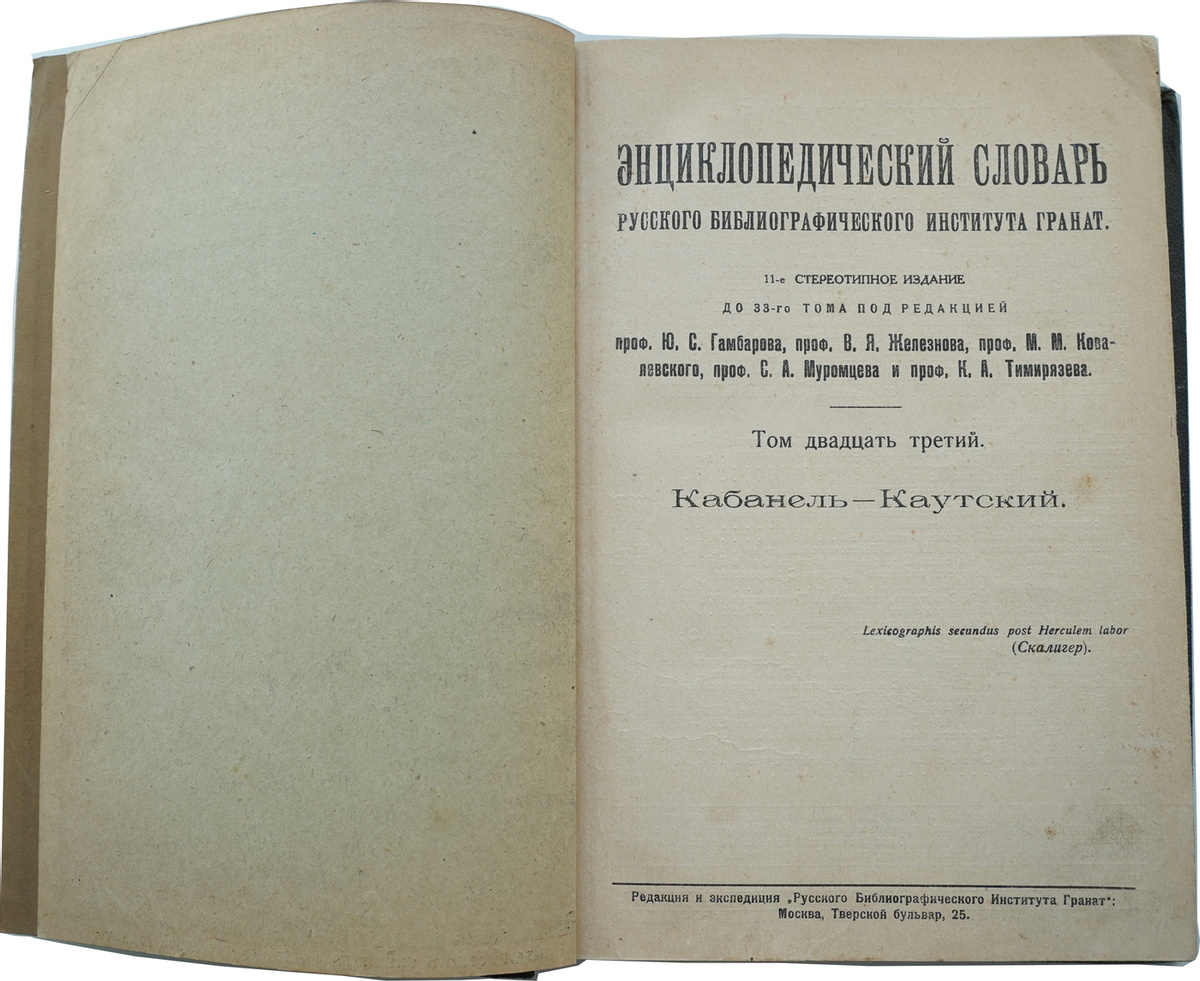 ЭНЦИКЛОПЕДИЧЕСКИЙ СЛОВАРЬ
РУССКОГО БИБЛИОГРАФИЧЕСКОГО ИНСТИТУТА ГРАНАТ.
11-е СТЕРЕОТИПНОЕ ИЗДАНИЕ
ДО 33-го ТОМА ПОД РЕДАКЦИЕЙ
проф. Ю. С. Гамбарова, проф. В. Я. Железнова, проф. М. М. Кова-
левского, проф. С. А. Муромцева и проф. К. А. Тимирязева.
Том двадцать третий.
Кабанель—Каутский.
Lexicographis secundus post Herculem labor
(Скалигер).
Редакция и экспедиция „Русского Библиографического Института Гранат“:
Москва, Тверской бульвар, 25.